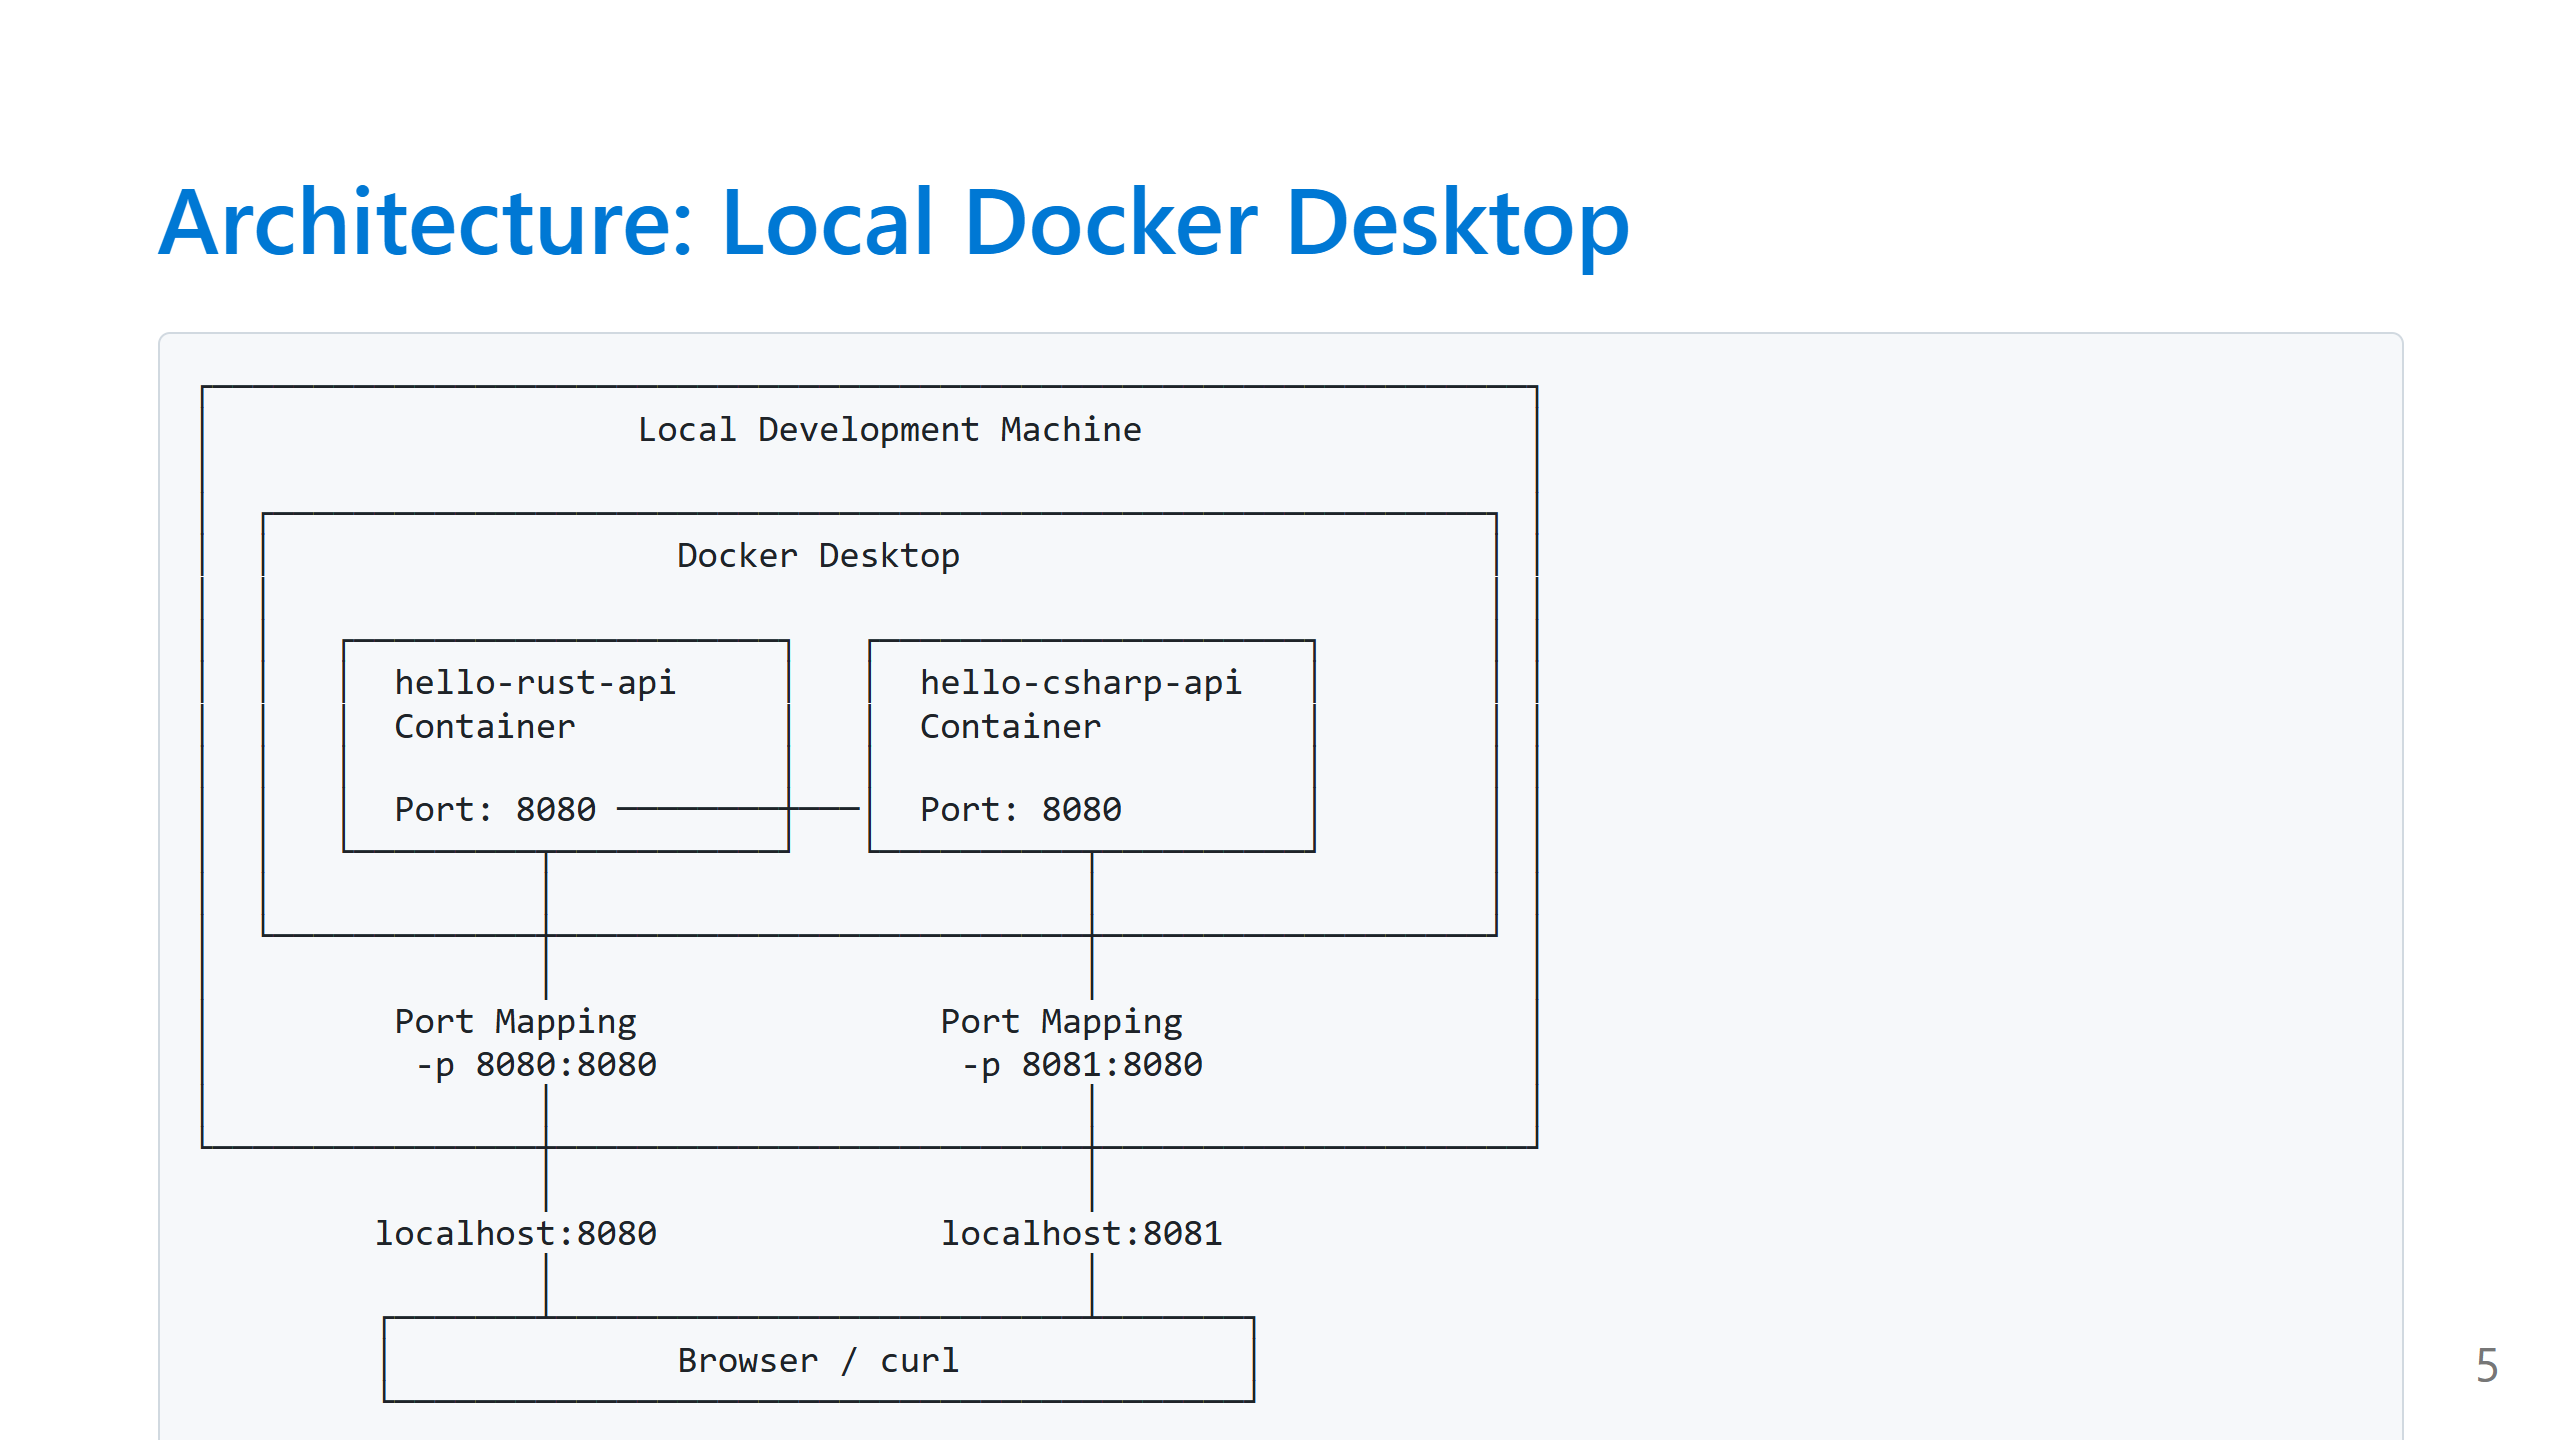 Architecture: Local Docker Desktop
Local Development Machine
Docker Desktop
hello-rust-api hello-csharp-api
Container Container
Port: 8080 Port: 8080
Port Mapping Port Mapping
-p 8080:8080 -p 8081:8080
localhost:8080 localhost:8081
Browser / curl
5